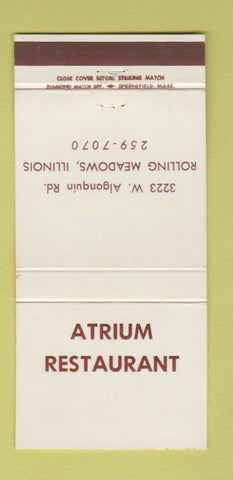 CLOSE COVER BEFORE STRIKING MATCH
DIAMOND MATCH DIV. SPRINGFIELD, MASS.
3223 W. Algonquin Rd.
ROLLING MEADOWS, ILLINOIS
259-7070
ATRIUM
RESTAURANT